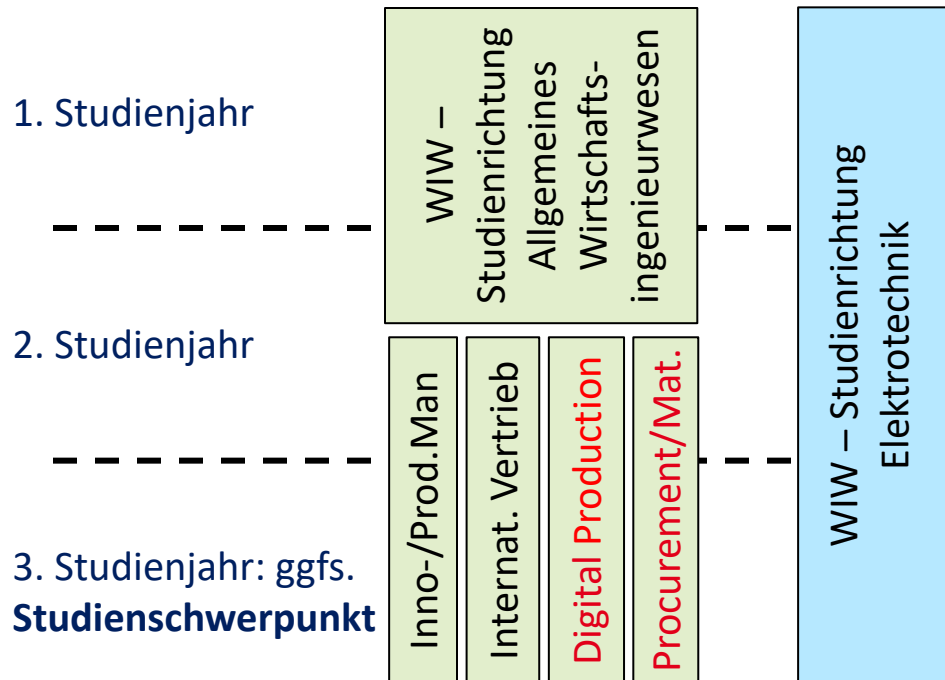 1. Studienjahr
2. Studienjahr
3. Studienjahr: ggfs.
Studienschwerpunkt
WIW –
Studienrichtung
Allgemeines
Wirtschafts-
ingenieurwesen
Inno-/Prod.Man
Internat. Vertrieb
Digital Production
Procurement/Mat.
WIW – Studienrichtung
Elektrotechnik